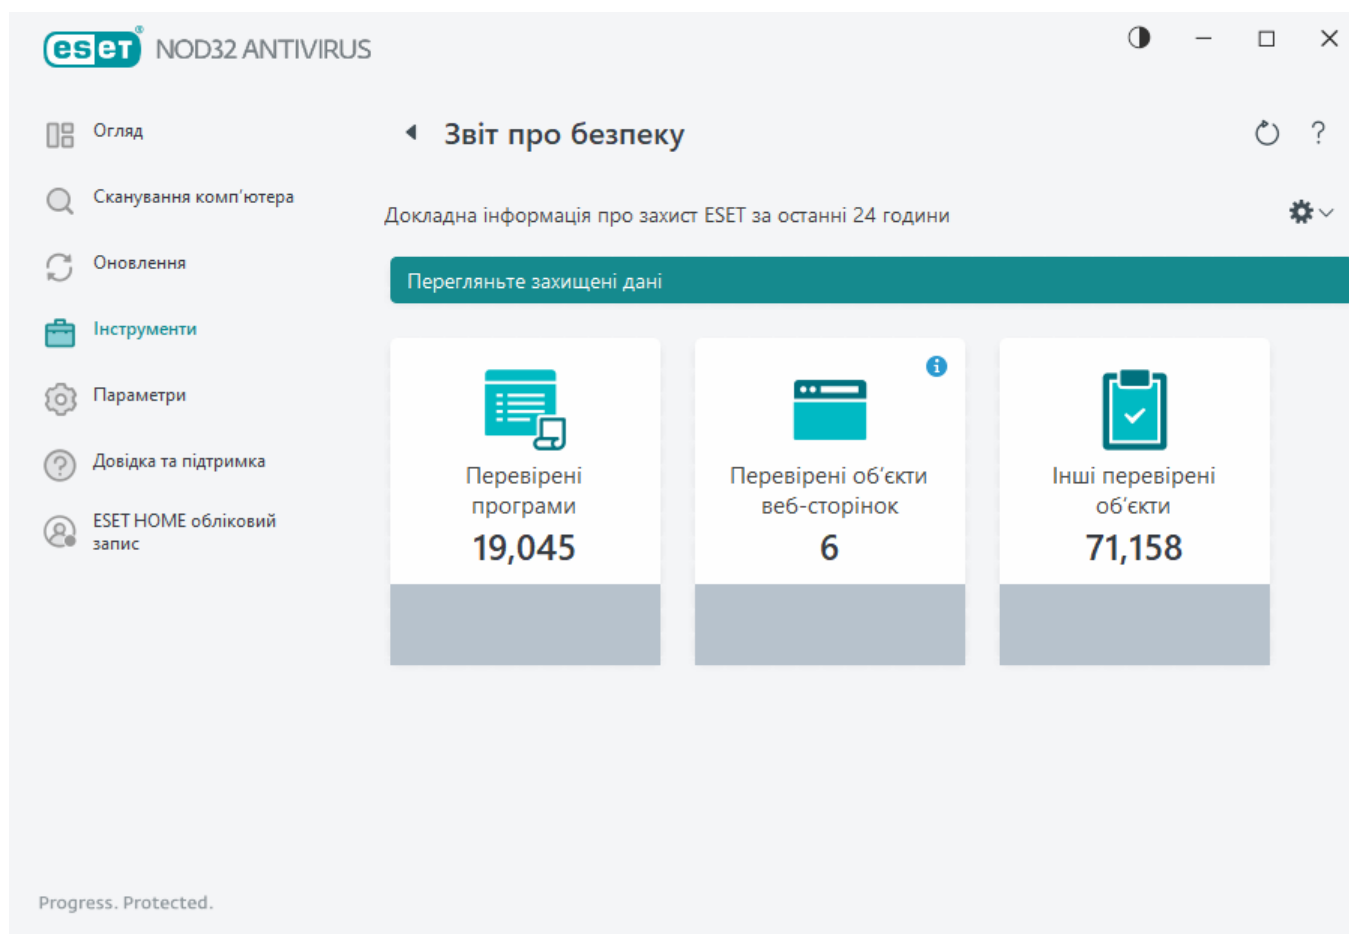 eset® NOD32 ANTIVIRUS
Огляд
Сканування комп'ютера
Оновлення
Інструменти
Параметри
Довідка та підтримка
ESET HOME обліковий
запис
Звіт про безпеку
?
Докладна інформація про захист ESET за останні 24 години
Перегляньте захищені дані
Перевірені
програми
19,045
Перевірені об'єкти
веб-сторінок
6
Інші перевірені
об'єкти
71,158
Progress. Protected.